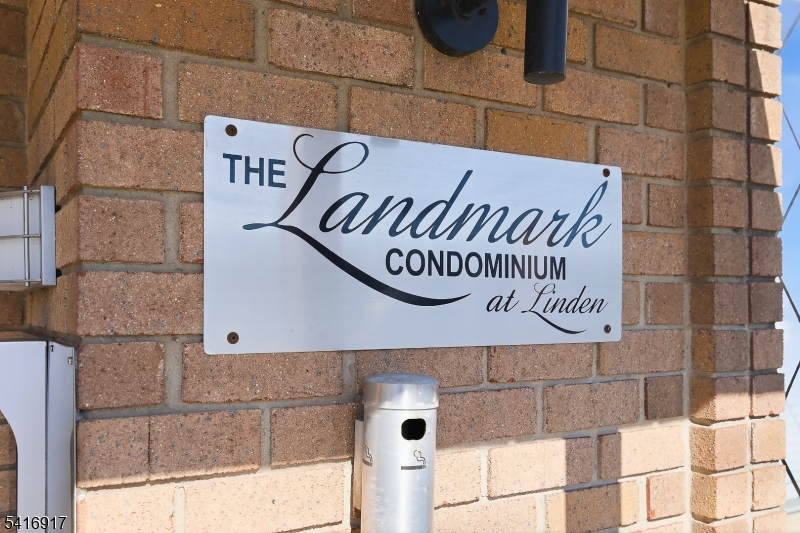 THE Landmark
CONDOMINIUM
at Linden
5416917